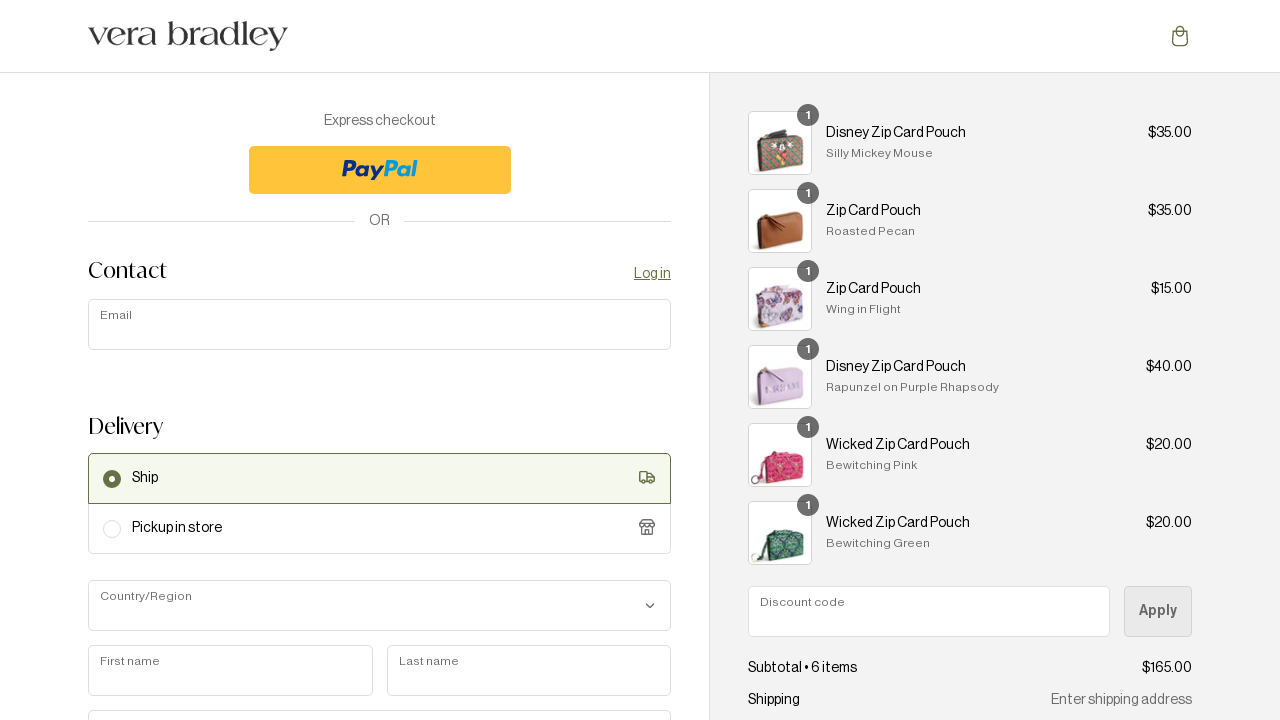 vera bradley
Express checkout
PayPal
OR
Contact
Log in
Email
Delivery
Ship
Pickup in store
Country/Region
First name
Last name
1
Disney Zip Card Pouch
$35.00
Silly Mickey Mouse
1
Zip Card Pouch
$35.00
Roasted Pecan
1
Zip Card Pouch
$15.00
Wing in Flight
1
Disney Zip Card Pouch
$40.00
Rapunzel on Purple Rhapsody
1
Wicked Zip Card Pouch
$20.00
Bewitching Pink
1
Wicked Zip Card Pouch
$20.00
Bewitching Green
Discount code
Apply
Subtotal • 6 items
$165.00
Shipping
Enter shipping address